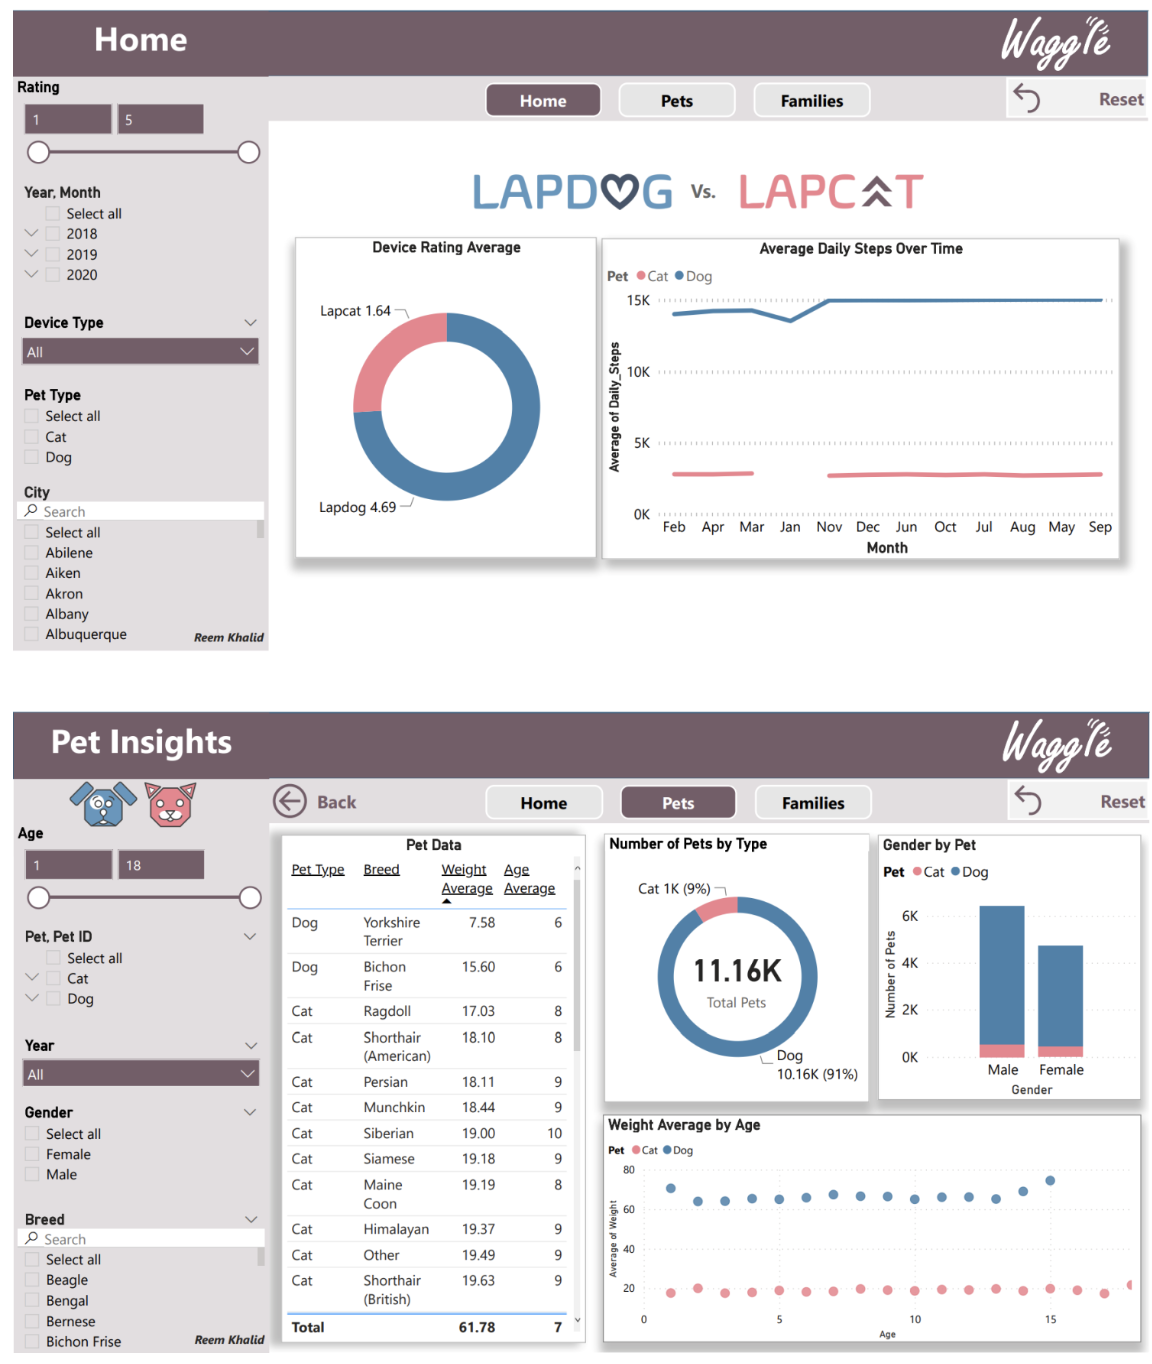 Home
Waggle
Rating
1 5
Home Pets Families Reset
Year, Month
Select all
2018
2019
2020
Device Type
All
Pet Type
Select all
Cat
Dog
City
Search
Select all
Abilene
Aiken
Akron
Albany
Albuquerque
Reem Khalid
LAPDOG Vs. LAPCAT
Device Rating Average
Lapcat 1.64
Lapdog 4.69
Average Daily Steps Over Time
Pet Cat Dog
15K
10K
5K
0K
Average of Daily_Steps
Feb Apr Mar Jan Nov Dec Jun Oct Jul Aug May Sep
Month
Pet Insights
Waggle
Back Home Pets Families Reset
Age
1 18
Pet, Pet ID
Select all
Cat
Dog
Year
All
Gender
Select all
Female
Male
Breed
Search
Select all
Beagle
Bengal
Bernese
Bichon Frise
Reem Khalid
Pet Data
Pet Type Breed Weight Age
Average Average
Dog Yorkshire 7.58 6
Terrier
Dog Bichon 15.60 6
Frise
Cat Ragdoll 17.03 8
Cat Shorthair 18.10 8
(American)
Cat Persian 18.11 9
Cat Munchkin 18.44 9
Cat Siberian 19.00 10
Cat Siamese 19.18 9
Cat Maine 19.19 8
Coon
Cat Himalayan 19.37 9
Cat Other 19.49 9
Cat Shorthair 19.63 9
(British)
Total 61.78 7
Number of Pets by Type
Cat 1K (9%)
11.16K
Total Pets
Dog
10.16K (91%)
Gender by Pet
Pet Cat Dog
6K
4K
2K
0K
Number of Pets
Male Female
Gender
Weight Average by Age
Pet Cat Dog
80
60
40
20
Average of Weight
0 5 10 15
Age